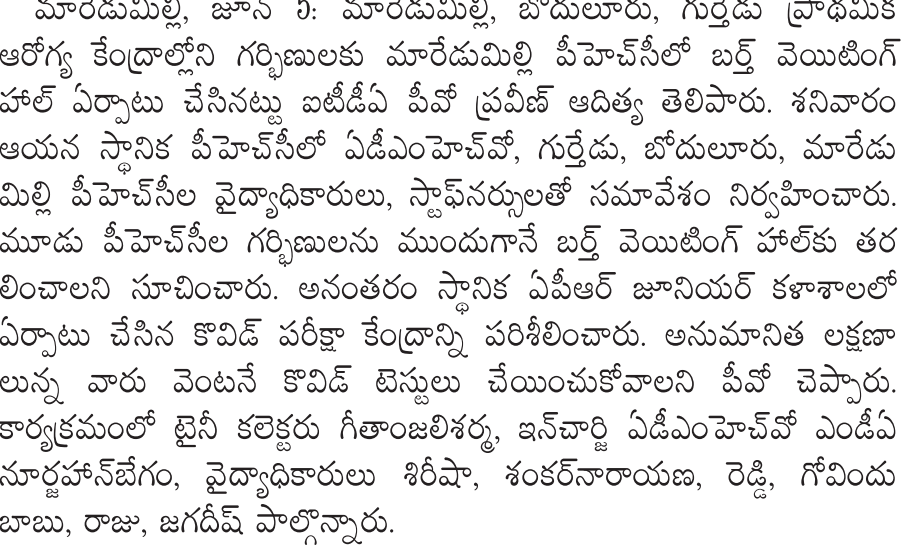 మారేడుమిల్లి, జూన్ 5: మారేడుమిల్లి, బోదులూరు, గుర్తేడు ప్రాథమిక
ఆరోగ్య కేంద్రాల్లోని గర్భిణులకు మారేడుమిల్లి పీహెచ్‌సీలో బర్త్ వెయిటింగ్
హాల్ ఏర్పాటు చేసినట్టు ఐటీడీఏ పీవో ప్రవీణ్ ఆదిత్య తెలిపారు. శనివారం
ఆయన స్థానిక పీహెచ్‌సీలో ఏడీఎంహెచ్‌వో, గుర్తేడు, బోదులూరు, మారేడు
మిల్లి పీహెచ్‌సీల వైద్యాధికారులు, స్టాఫ్‌నర్సులతో సమావేశం నిర్వహించారు.
మూడు పీహెచ్‌సీల గర్భిణులను ముందుగానే బర్త్ వెయిటింగ్ హాల్‌కు తర
లించాలని సూచించారు. అనంతరం స్థానిక ఏపీఆర్ జూనియర్ కళాశాలలో
ఏర్పాటు చేసిన కొవిడ్ పరీక్షా కేంద్రాన్ని పరిశీలించారు. అనుమానిత లక్షణా
లున్న వారు వెంటనే కొవిడ్ టెస్టులు చేయించుకోవాలని పీవో చెప్పారు.
కార్యక్రమంలో ట్రైనీ కలెక్టరు గీతాంజలిశర్మ, ఇన్‌చార్జి ఏడీఎంహెచ్‌వో ఎండీఏ
నూర్జహాన్‌బేగం, వైద్యాధికారులు శిరీషా, శంకర్‌నారాయణ, రెడ్డి, గోవిందు
బాబు, రాజు, జగదీష్ పాల్గొన్నారు.